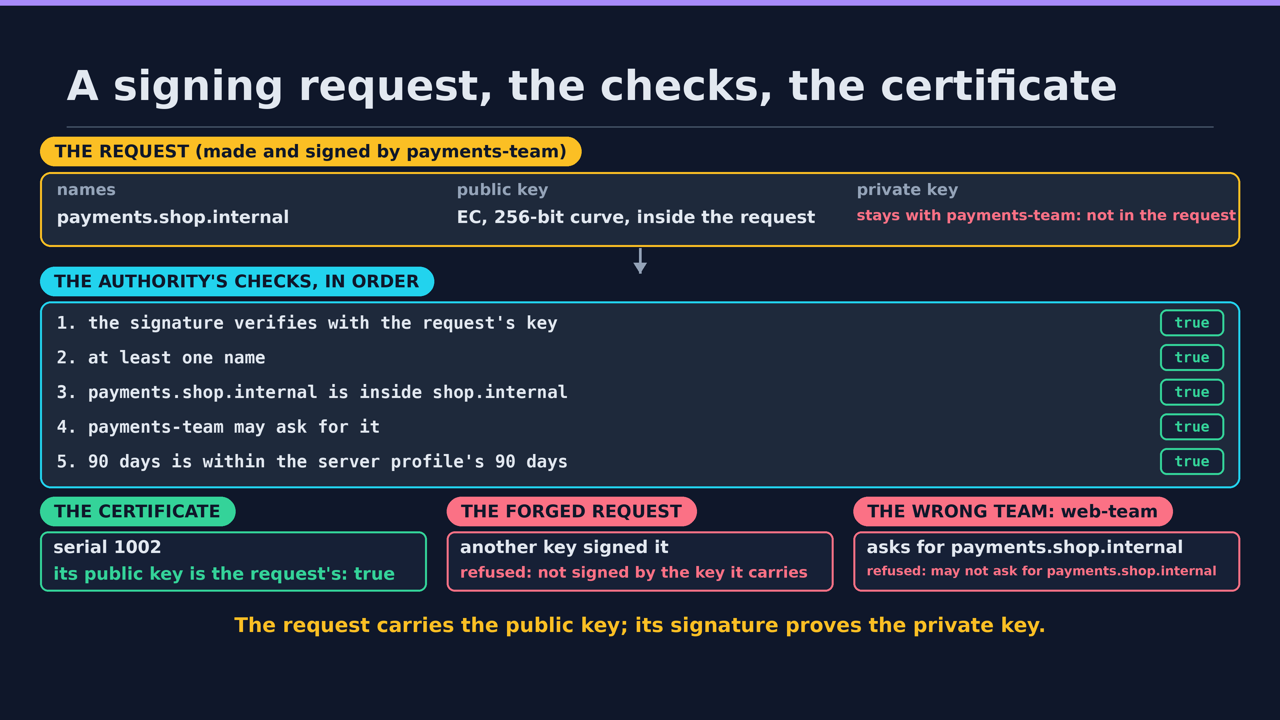 A signing request, the checks, the certificate
THE REQUEST (made and signed by payments-team)
names
payments.shop.internal
public key
EC, 256-bit curve, inside the request
private key
stays with payments-team: not in the request
THE AUTHORITY'S CHECKS, IN ORDER
1. the signature verifies with the request's key true
2. at least one name true
3. payments.shop.internal is inside shop.internal true
4. payments-team may ask for it true
5. 90 days is within the server profile's 90 days true
THE CERTIFICATE
serial 1002
its public key is the request's: true
THE FORGED REQUEST
another key signed it
refused: not signed by the key it carries
THE WRONG TEAM: web-team
asks for payments.shop.internal
refused: may not ask for payments.shop.internal
The request carries the public key; its signature proves the private key.